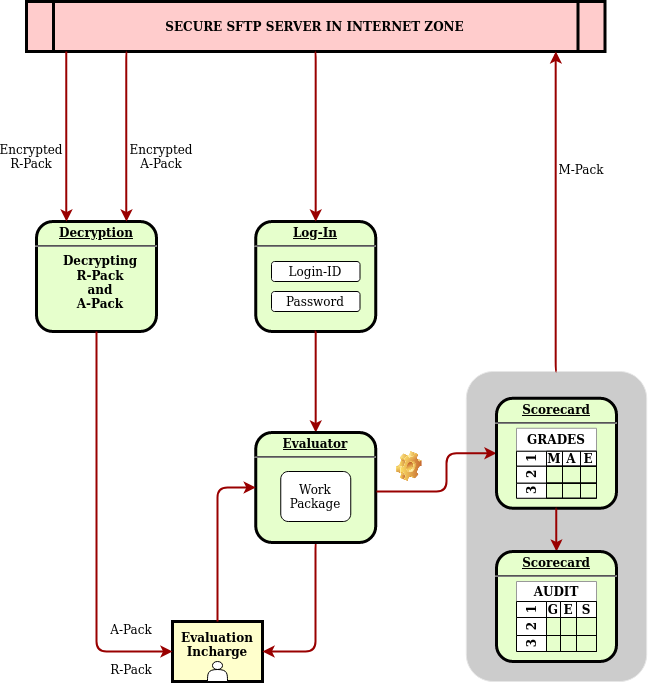 SECURE SFTP SERVER IN INTERNET ZONE
Encrypted
R-Pack
Encrypted
A-Pack
M-Pack
Decryption
Decrypting
R-Pack
and
A-Pack
Log-In
Login-ID
Password
Evaluator
Work
Package
Scorecard
GRADES
1 M A E
2
3
Scorecard
AUDIT
1 G E S
2
3
A-Pack
R-Pack
Evaluation
Incharge